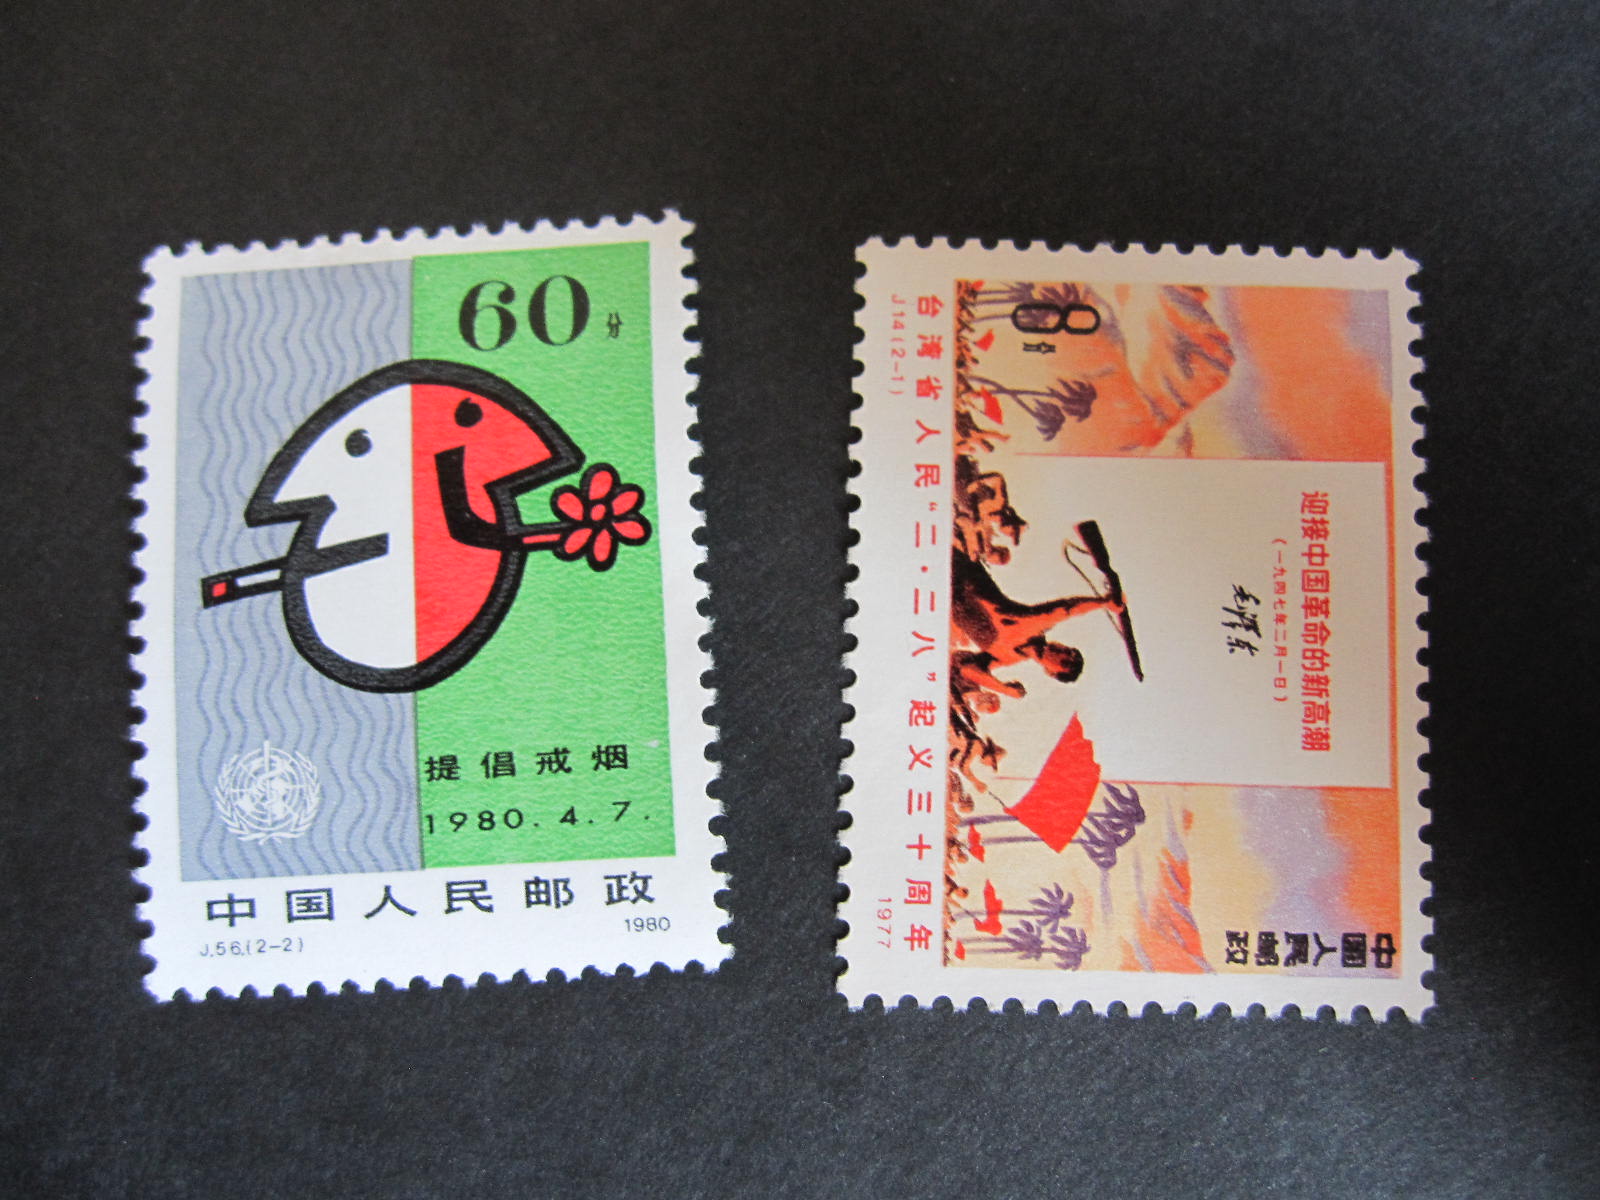 60分
提倡戒烟
1980.4.7.
中国人民邮政
J.56.(2-2)
1980
8分
迎接中国革命的新高潮
(一九四七年二月一日)
毛泽东
中国人民邮政
台湾省人民“二·二八”起义三十周年
J14(2-1)
1977